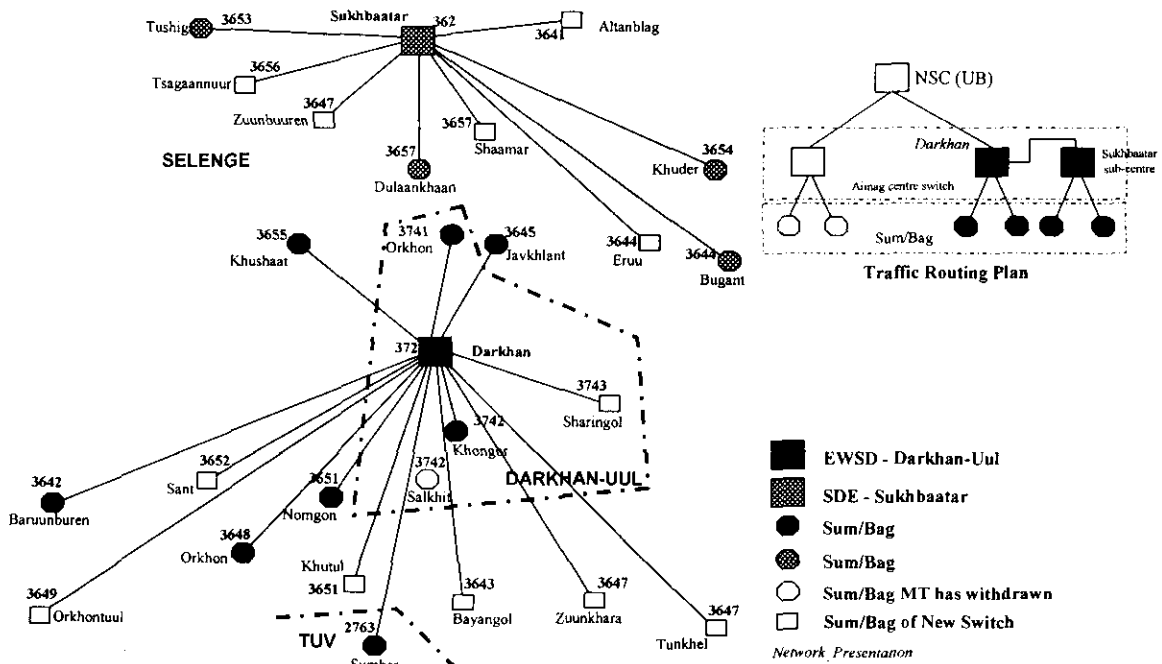 Sukhbaatar
362
3653
Tushig
3641
Altanblag
3656
Tsagaannuur
3647
Zuunbuuren
3657
Shaamar
3657
Dulaankhaan
3654
Khuder
3644
Eruu
3644
Bugant
SELENGE
3655
Khushaat
3741
Orkhon
3645
Javkhlant
372
Darkhan
3743
Sharingol
3742
Khongor
3742
Salkhit
DARKHAN-UUL
3652
Sant
3642
Baruunburen
3651
Nomgon
3648
Orkhon
3649
Orkhontuul
Khutul
3651
3643
Bayangol
3647
Zuunkhara
3647
Tunkhel
TUV
2763
NSC (UB)
Darkhan
Sukhbaatar
sub-centre
Aimag centre switch
Sum/Bag
Traffic Routing Plan
EWSD - Darkhan-Uul
SDE - Sukhbaatar
Sum/Bag
Sum/Bag
Sum/Bag MT has withdrawn
Sum/Bag of New Switch
Network Presentation